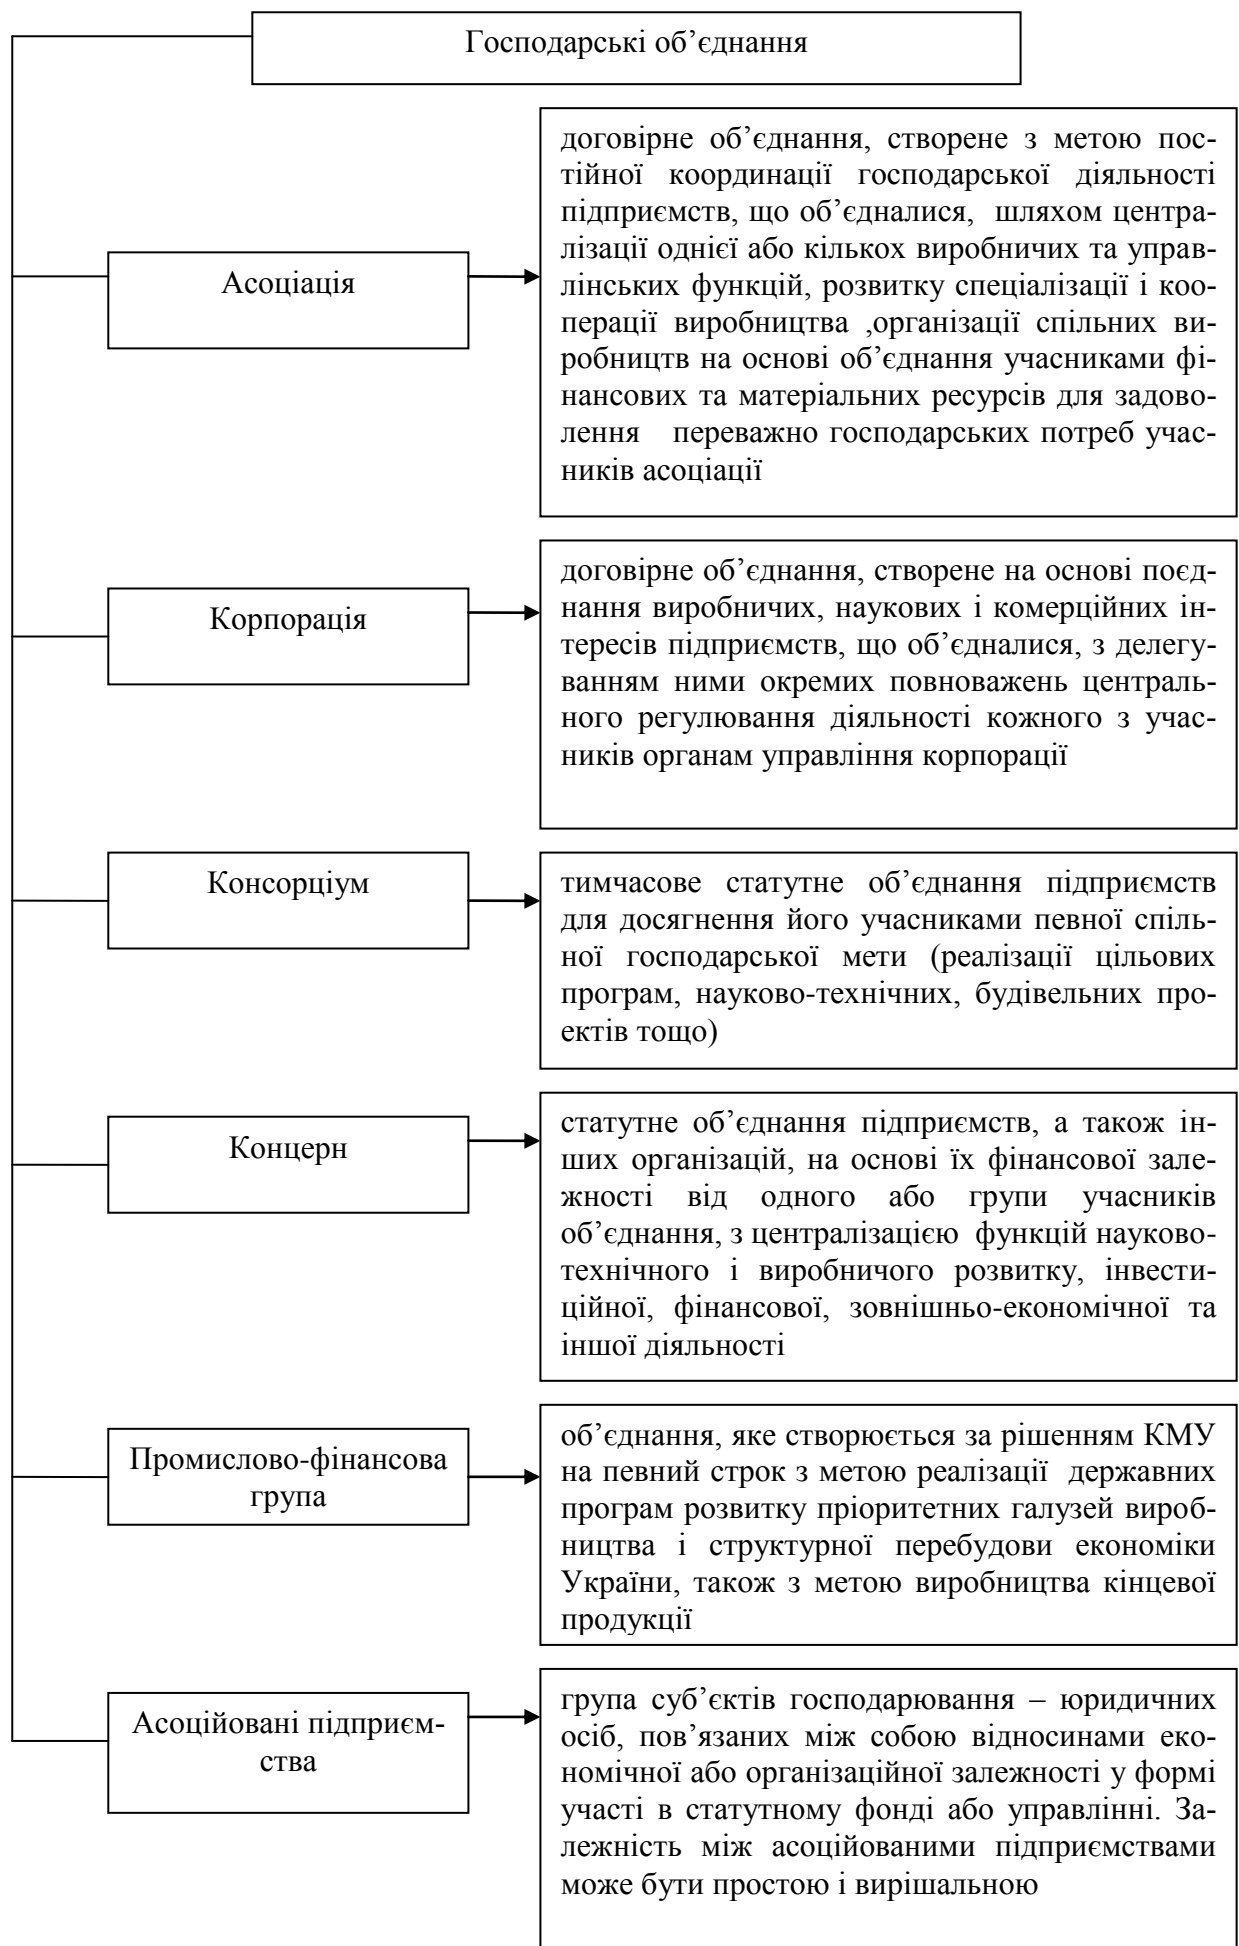 Господарські об’єднання
договірне об’єднання, створене з метою пос-
тійної координації господарської діяльності
підприємств, що об’єдналися, шляхом центра-
лізації однієї або кількох виробничих та управ-
лінських функцій, розвитку спеціалізації і коо-
перації виробництва ,організації спільних ви-
робництв на основі об’єднання учасниками фі-
нансових та матеріальних ресурсів для задово-
лення переважно господарських потреб учас-
ників асоціації
Асоціація
договірне об’єднання, створене на основі поєд-
нання виробничих, наукових і комерційних ін-
тересів підприємств, що об’єдналися, з делегу-
ванням ними окремих повноважень централь-
ного регулювання діяльності кожного з учас-
ників органам управління корпорації
Корпорація
Консорціум
тимчасове статутне об’єднання підприємств
для досягнення його учасниками певної спіль-
ної господарської мети (реалізації цільових
програм, науково-технічних, будівельних про-
ектів тощо)
Концерн
статутне об’єднання підприємств, а також ін-
ших організацій, на основі їх фінансової зале-
жності від одного або групи учасників
об’єднання, з централізацією функцій науково-
технічного і виробничого розвитку, інвести-
ційної, фінансової, зовнішньо-економічної та
іншої діяльності
Промислово-фінансова
група
об’єднання, яке створюється за рішенням КМУ
на певний строк з метою реалізації державних
програм розвитку пріоритетних галузей вироб-
ництва і структурної перебудови економіки
України, також з метою виробництва кінцевої
продукції
Асоційовані підприєм-
ства
група суб’єктів господарювання – юридичних
осіб, пов’язаних між собою відносинами еко-
номічної або організаційної залежності у формі
участі в статутному фонді або управлінні. За-
лежність між асоційованими підприємствами
може бути простою і вирішальною